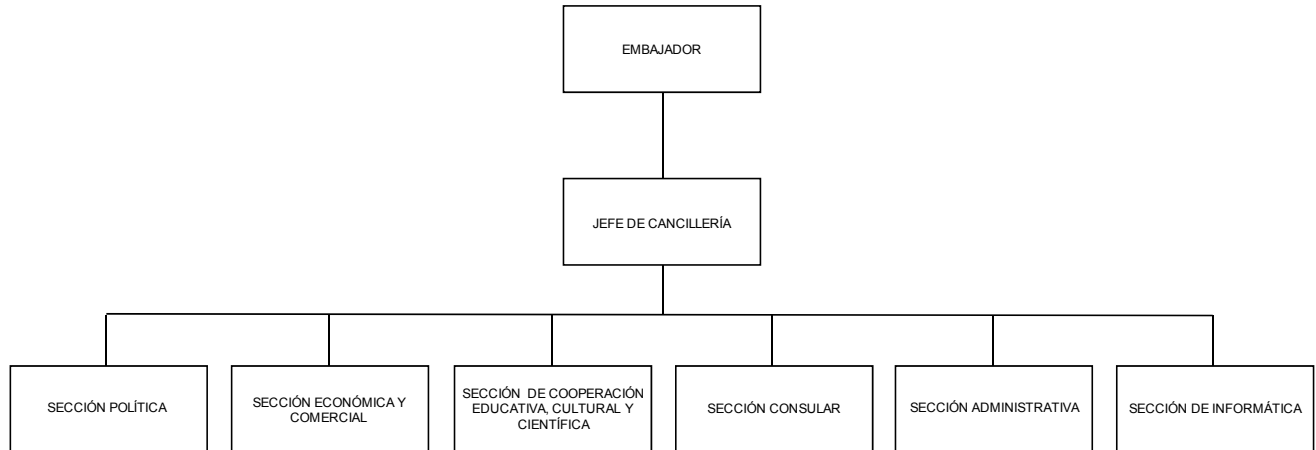 EMBAJADOR
JEFE DE CANCILLERÍA
SECCIÓN POLÍTICA
SECCIÓN ECONÓMICA Y
COMERCIAL
SECCIÓN DE COOPERACIÓN
EDUCATIVA, CULTURAL Y
CIENTÍFICA
SECCIÓN CONSULAR
SECCIÓN ADMINISTRATIVA
SECCIÓN DE INFORMÁTICA